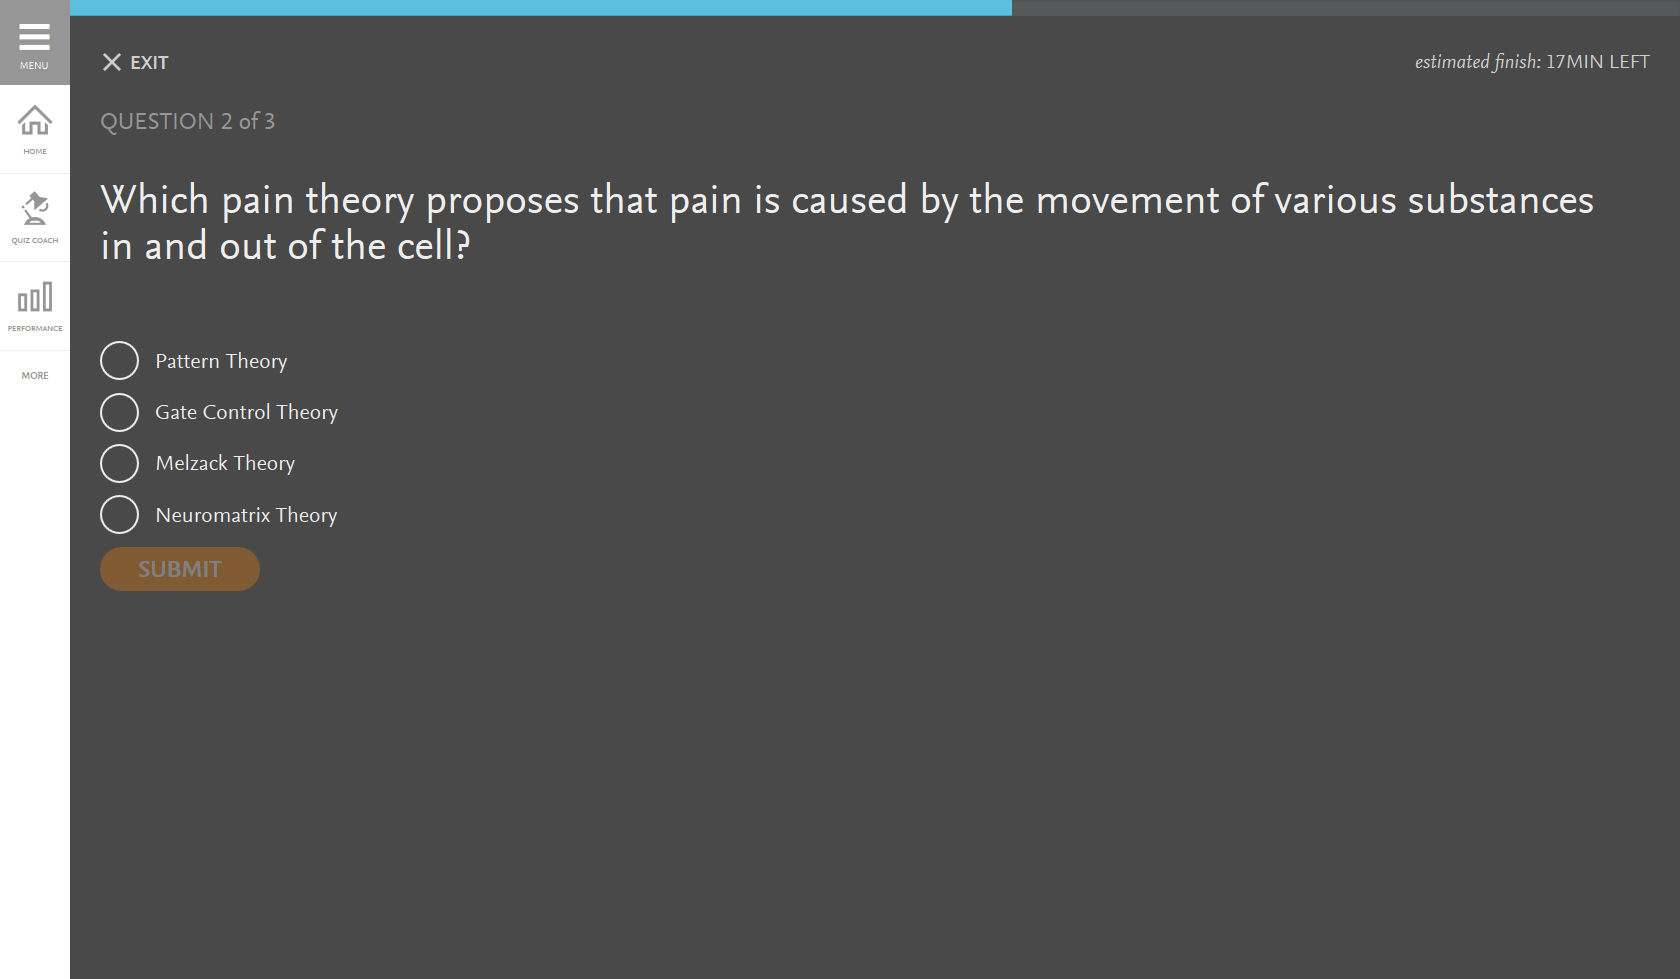 MENU
HOME
QUIZ COACH
PERFORMANCE
MORE
EXIT
estimated finish: 17MIN LEFT
QUESTION 2 of 3
Which pain theory proposes that pain is caused by the movement of various substances
in and out of the cell?
Pattern Theory
Gate Control Theory
Melzack Theory
Neuromatrix Theory
SUBMIT